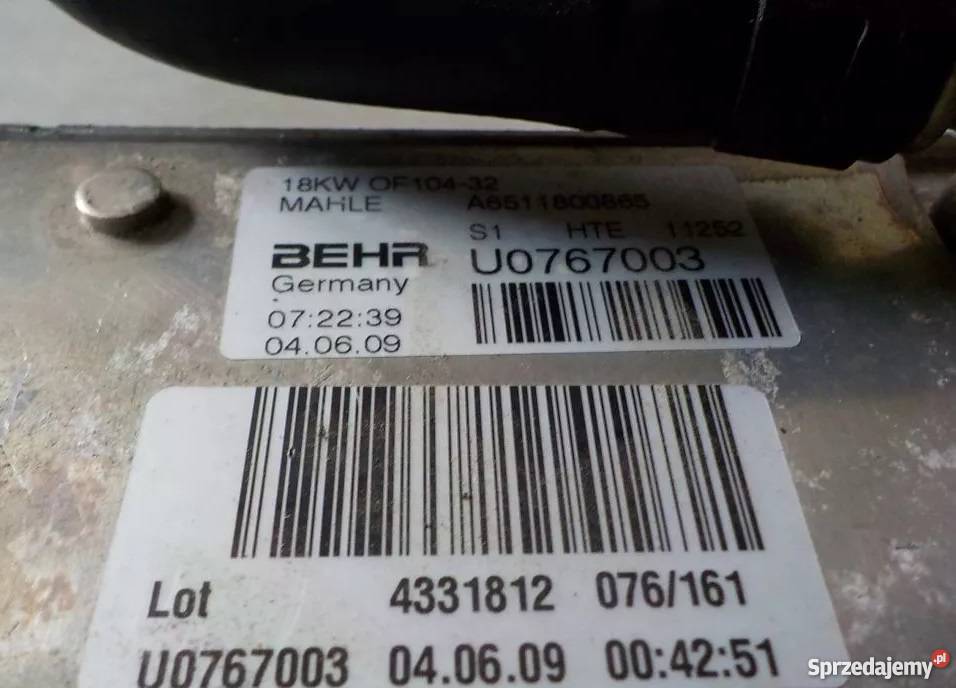 18KW OF104-32
MAHLE A6511800865
S1 HTE 11252
BEHR U0767003
Germany
07:22:39
04.06.09
Lot 4331812 076/161
U0767003 04.06.09 00:42:51
Sprzedajemy.pl